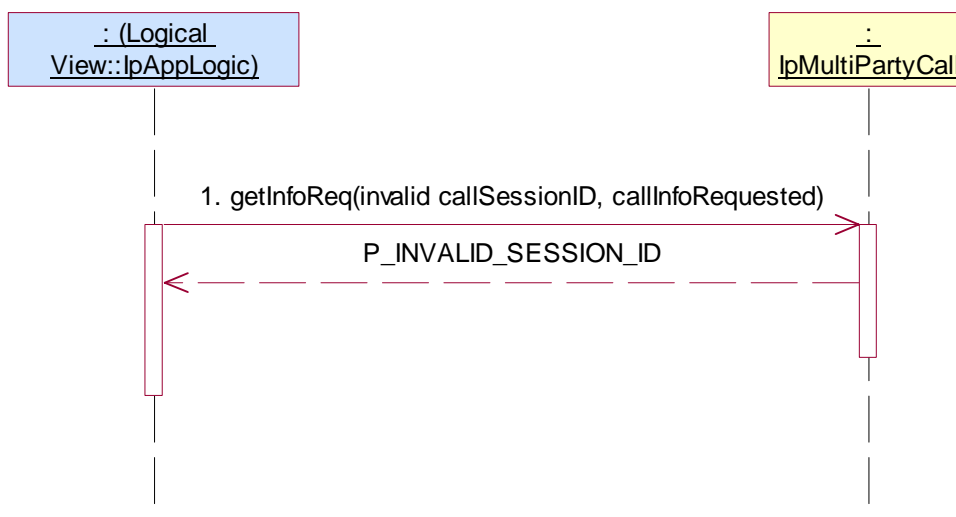 : (Logical
View::IpAppLogic)
:
IpMultiPartyCall
1. getInfoReq(invalid callSessionID, callInfoRequested)
P_INVALID_SESSION_ID